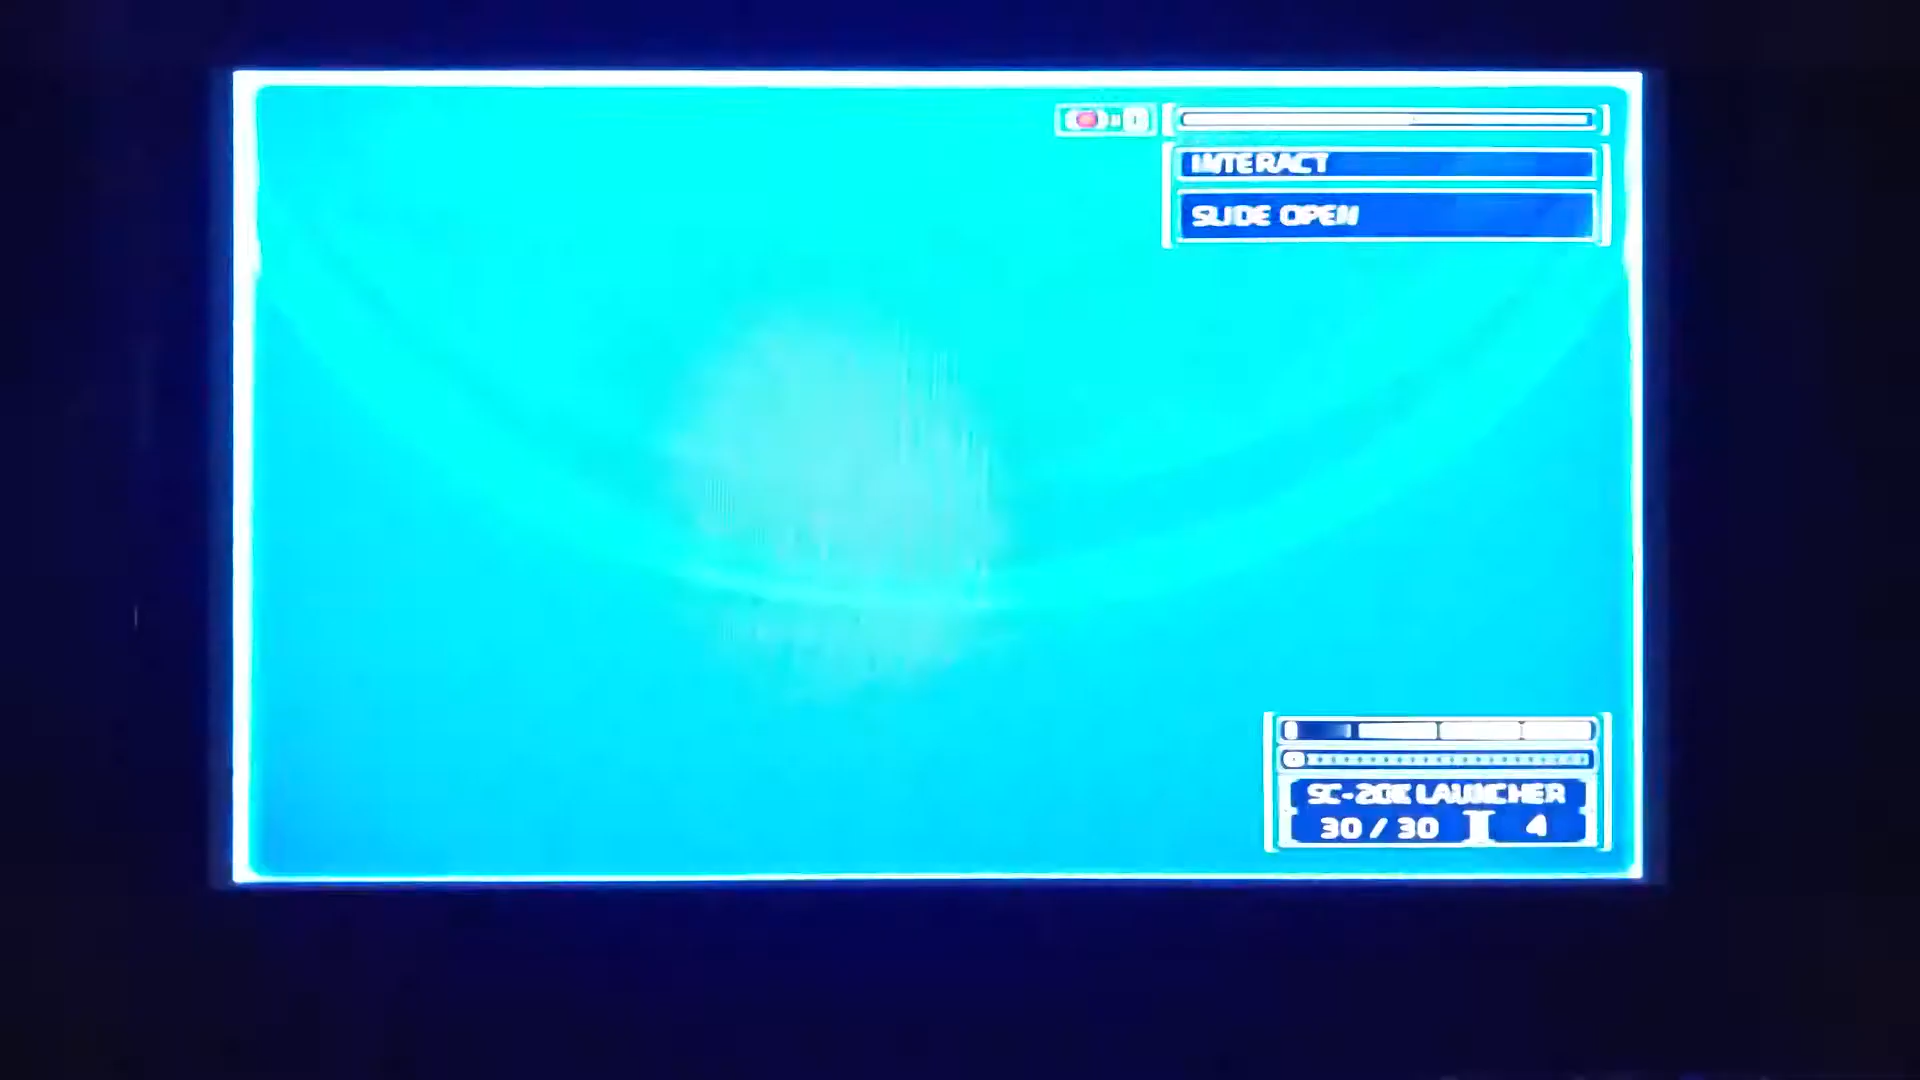 INTERACT
SLIDE OPEN
SC-20K LAUNCHER
30 / 30 4